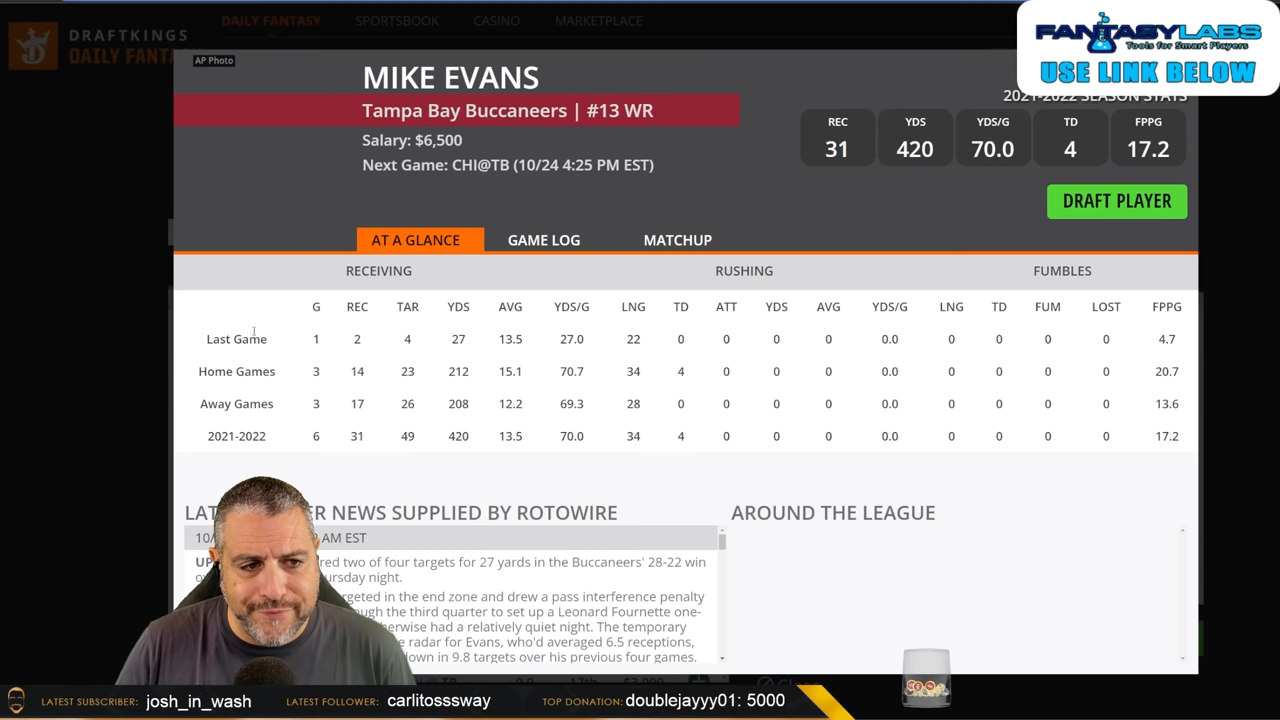 DRAFTKINGS
DAILY FANTASY
SPORTSBOOK
CASINO
MARKETPLACE
DAILY FANTA
FANTASYLABS
Tools for Smart Players
USE LINK BELOW
AP Photo
MIKE EVANS
Tampa Bay Buccaneers | #13 WR
Salary: $6,500
Next Game: CHI@TB (10/24 4:25 PM EST)
2021-2022 SEASON STATS
REC YDS YDS/G TD FPPG
31 420 70.0 4 17.2
DRAFT PLAYER
AT A GLANCE GAME LOG MATCHUP
RECEIVING RUSHING FUMBLES
G REC TAR YDS AVG YDS/G LNG TD ATT YDS AVG YDS/G LNG TD FUM LOST FPPG
Last Game 1 2 4 27 13.5 27.0 22 0 0 0 0 0.0 0 0 0 0 4.7
Home Games 3 14 23 212 15.1 70.7 34 4 0 0 0 0.0 0 0 0 0 20.7
Away Games 3 17 26 208 12.2 69.3 28 0 0 0 0 0.0 0 0 0 0 13.6
2021-2022 6 31 49 420 13.5 70.0 34 4 0 0 0 0.0 0 0 0 0 17.2
LAT ER NEWS SUPPLIED BY ROTOWIRE
AROUND THE LEAGUE
10/ AM EST
UP red two of four targets for 27 yards in the Buccaneers' 28-22 win
ursday night.
rgeted in the end zone and drew a pass interference penalty
ough the third quarter to set up a Leonard Fournette one-
herwise had a relatively quiet night. The temporary
e radar for Evans, who'd averaged 6.5 receptions,
down in 9.8 targets over his previous four games.
LATEST SUBSCRIBER: josh_in_wash
LATEST FOLLOWER: carlitosssway
TOP DONATION: doublejayyy01: 5000